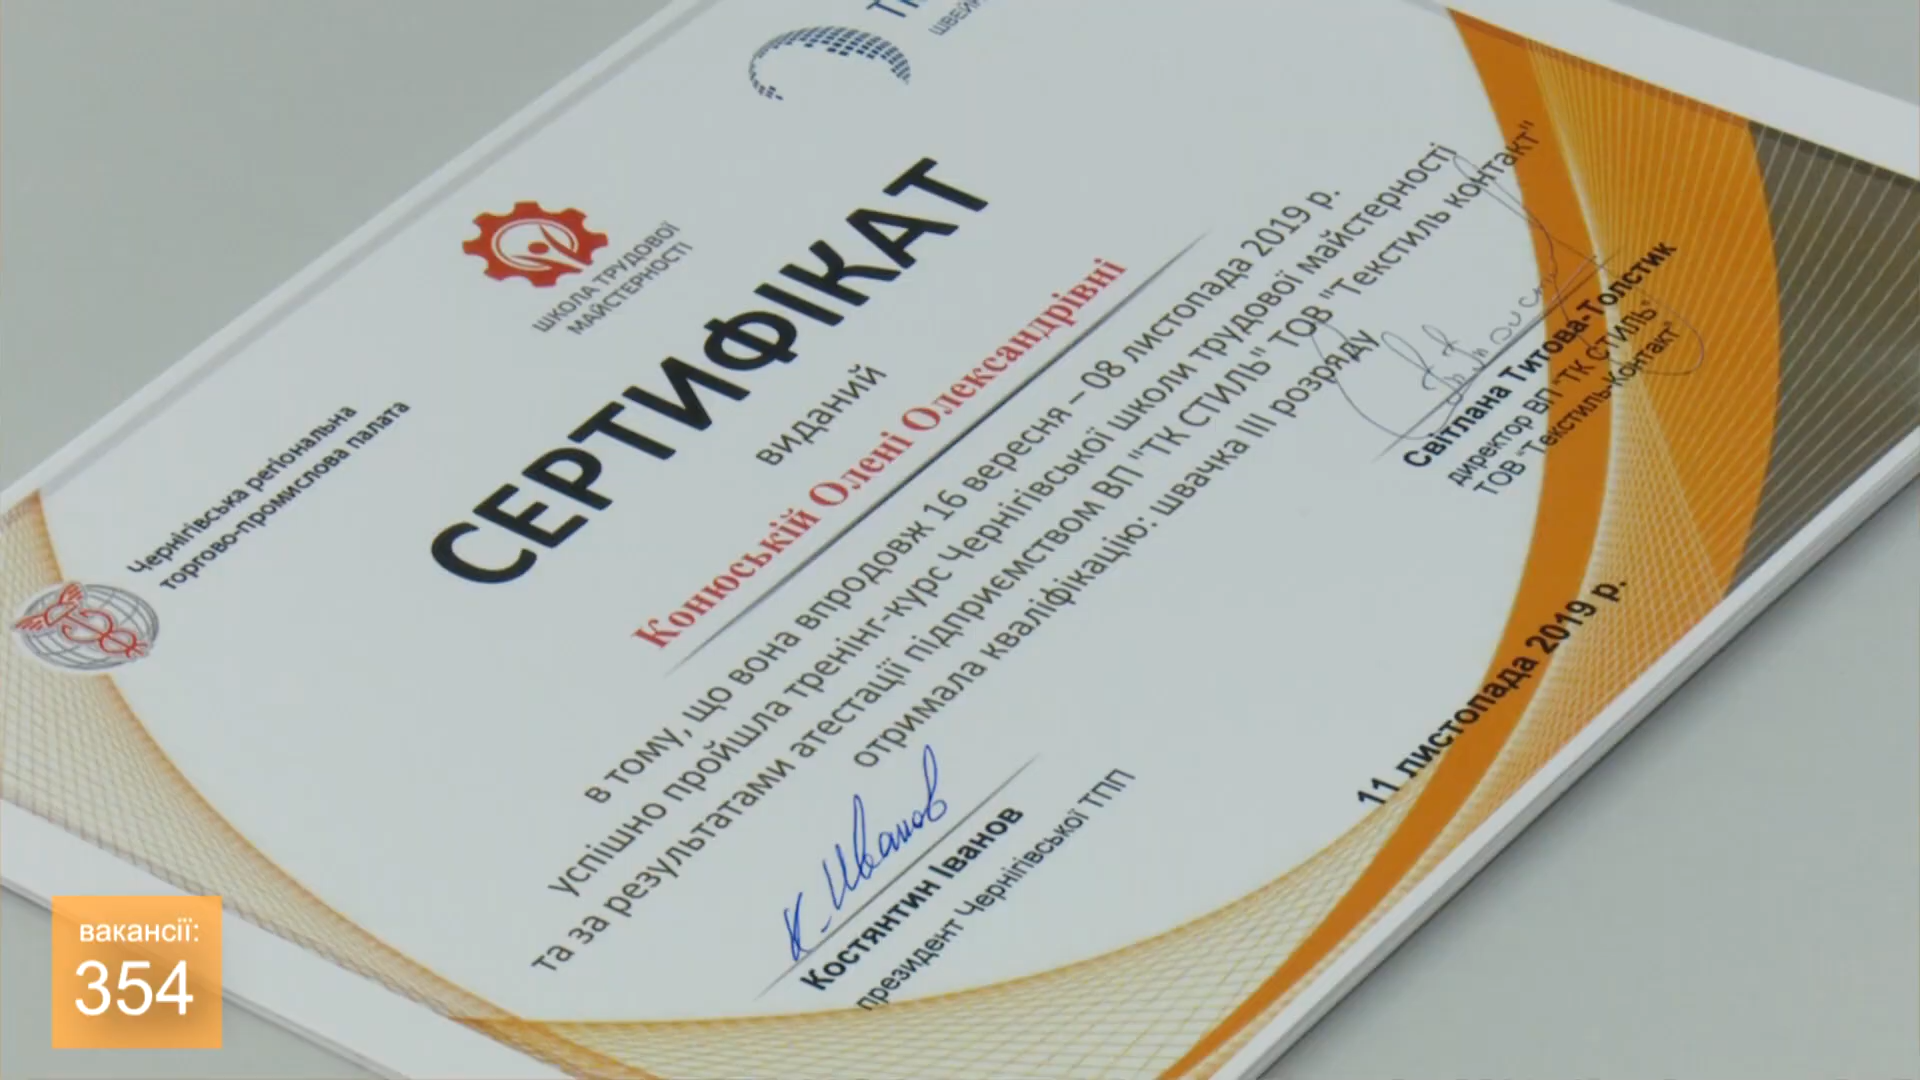 Чернігівська регіональна
торгово-промислова палата
ШКОЛА ТРУДОВОЇ
МАЙСТЕРНОСТІ
СЕРТИФІКАТ
виданий
Конюській Олені Олександрівні
в тому, що вона впродовж 16 вересня – 08 листопада 2019 р.
успішно пройшла тренінг-курс Чернігівської школи трудової майстерності
та за результатами атестації підприємством ВП "ТК СТИЛЬ" ТОВ "Текстиль контакт"
отримала кваліфікацію: швачка III розряду
К. Іванов
Костянтин Іванов
президент Чернігівської ТПП
Світлана Титова-Толстик
директор ВП "ТК СТИЛЬ"
ТОВ "Текстиль-Контакт"
11 листопада 2019 р.
вакансії:
354